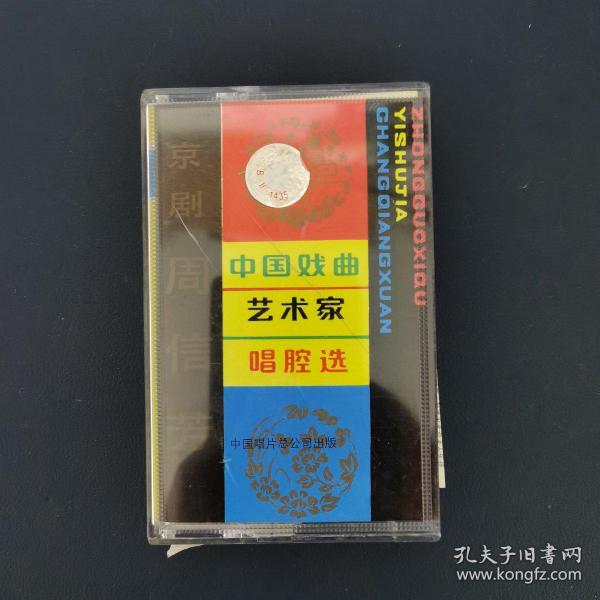 京剧周信芳
中国戏曲
艺术家
唱腔选
中国唱片总公司出版
ZHONGGUOXIQU
YISHUJIA
CHANGQIANGXUAN
孔夫子旧书网
www.kongfz.com